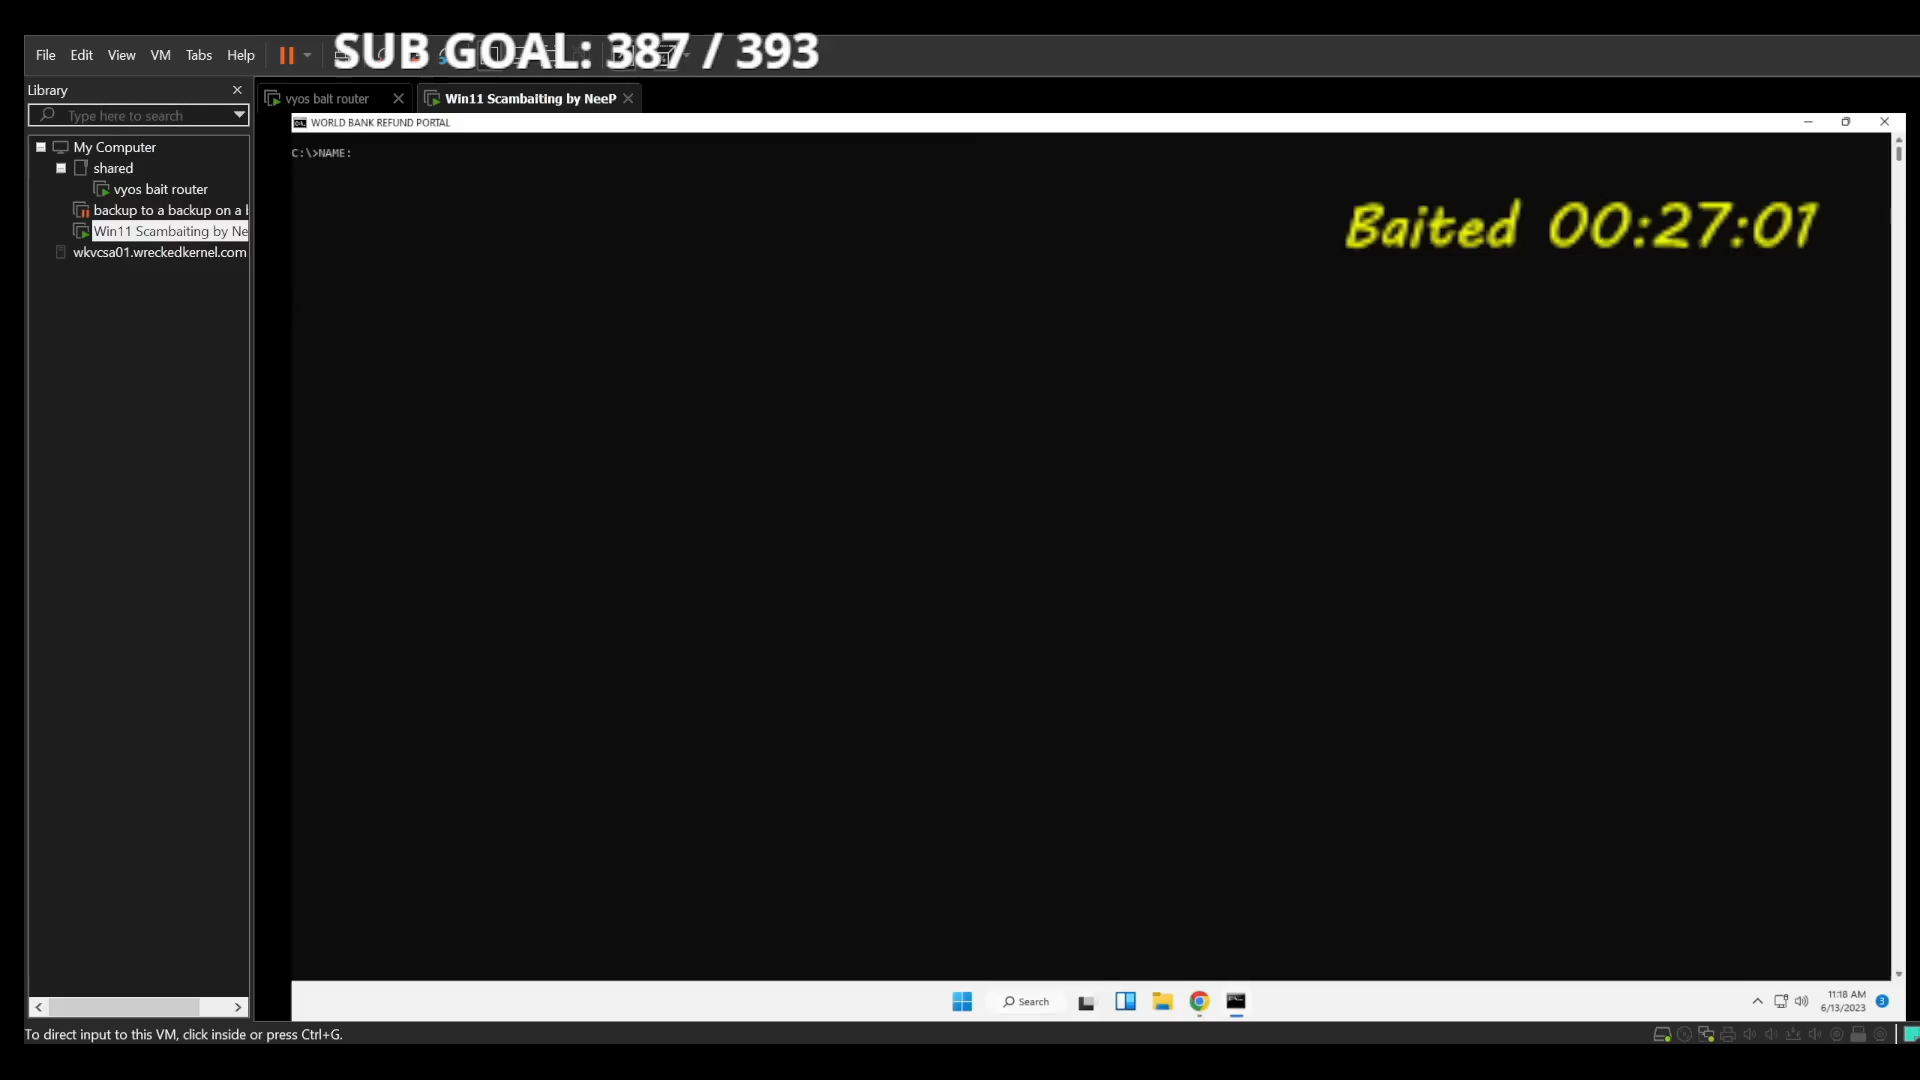 SUB GOAL: 387 / 393
File Edit View VM Tabs Help
Library
vyos bait router
Win11 Scambaiting by NeeP
Type here to search
WORLD BANK REFUND PORTAL
My Computer
C:\>NAME:
shared
vyos bait router
backup to a backup on a
Win11 Scambaiting by Ne
Baited 00:27:01
wkvcsa01.wreckedkernel.com
Search
11:18 AM
6/13/2023
3
To direct input to this VM, click inside or press Ctrl+G.